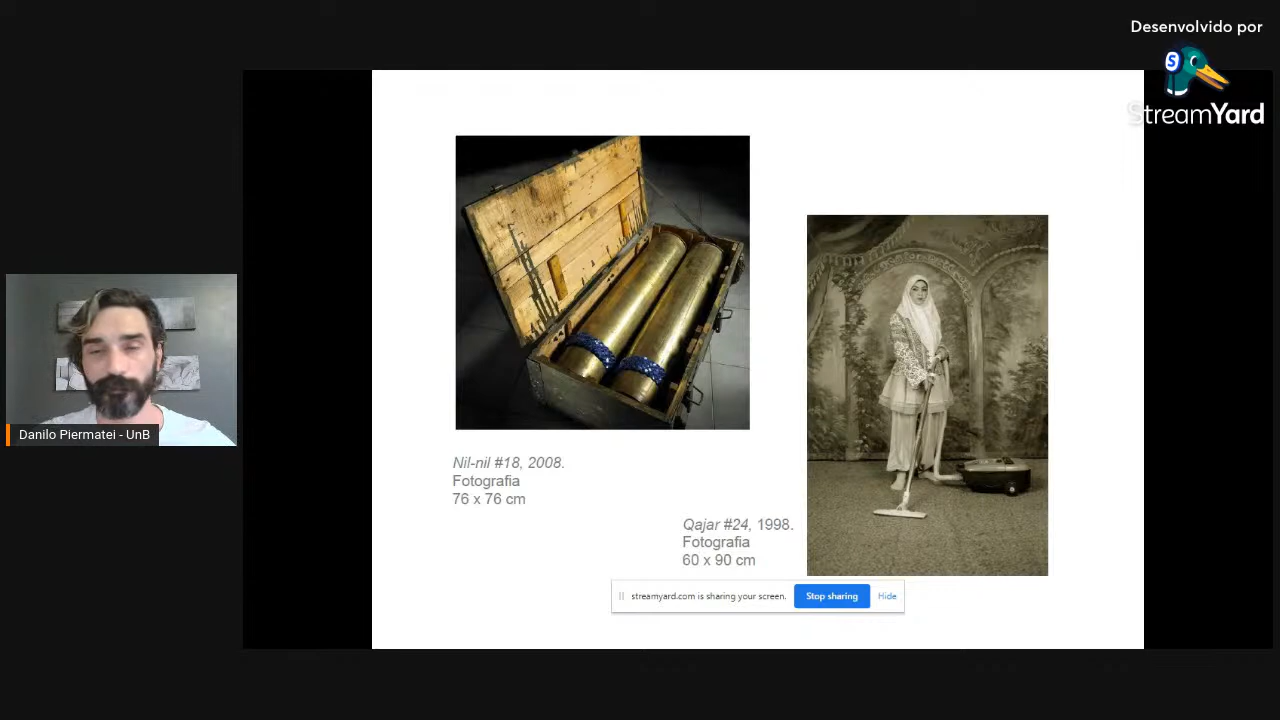 Desenvolvido por
StreamYard
Danilo Piermatei - UnB
Nil-nil #18, 2008.
Fotografia
76 x 76 cm
Qajar #24, 1998.
Fotografia
60 x 90 cm
streamyard.com is sharing your screen. Stop sharing Hide